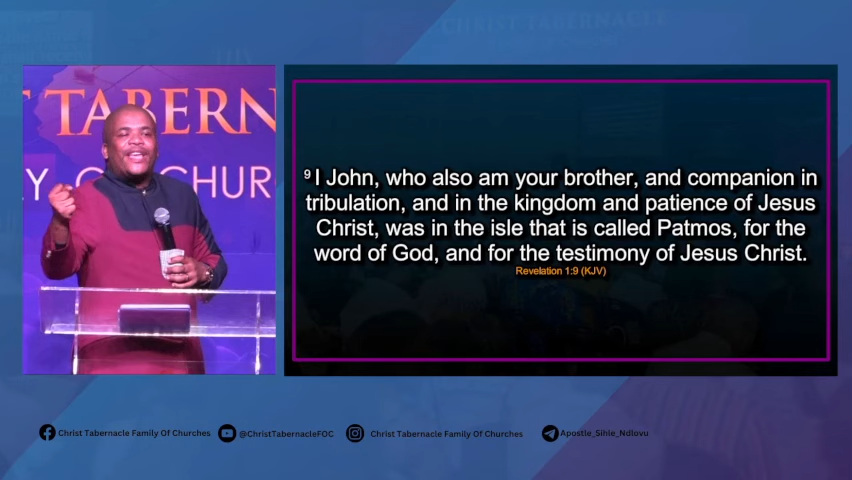 CHRIST TABERNACLE
T TABERN
Y OF CHUR
9 I John, who also am your brother, and companion in
tribulation, and in the kingdom and patience of Jesus
Christ, was in the isle that is called Patmos, for the
word of God, and for the testimony of Jesus Christ.
Revelation 1:9 (KJV)
Christ Tabernacle Family Of Churches
@ChristTabernacleFOC
Christ Tabernacle Family Of Churches
Apostle_Sihle_Ndlovu